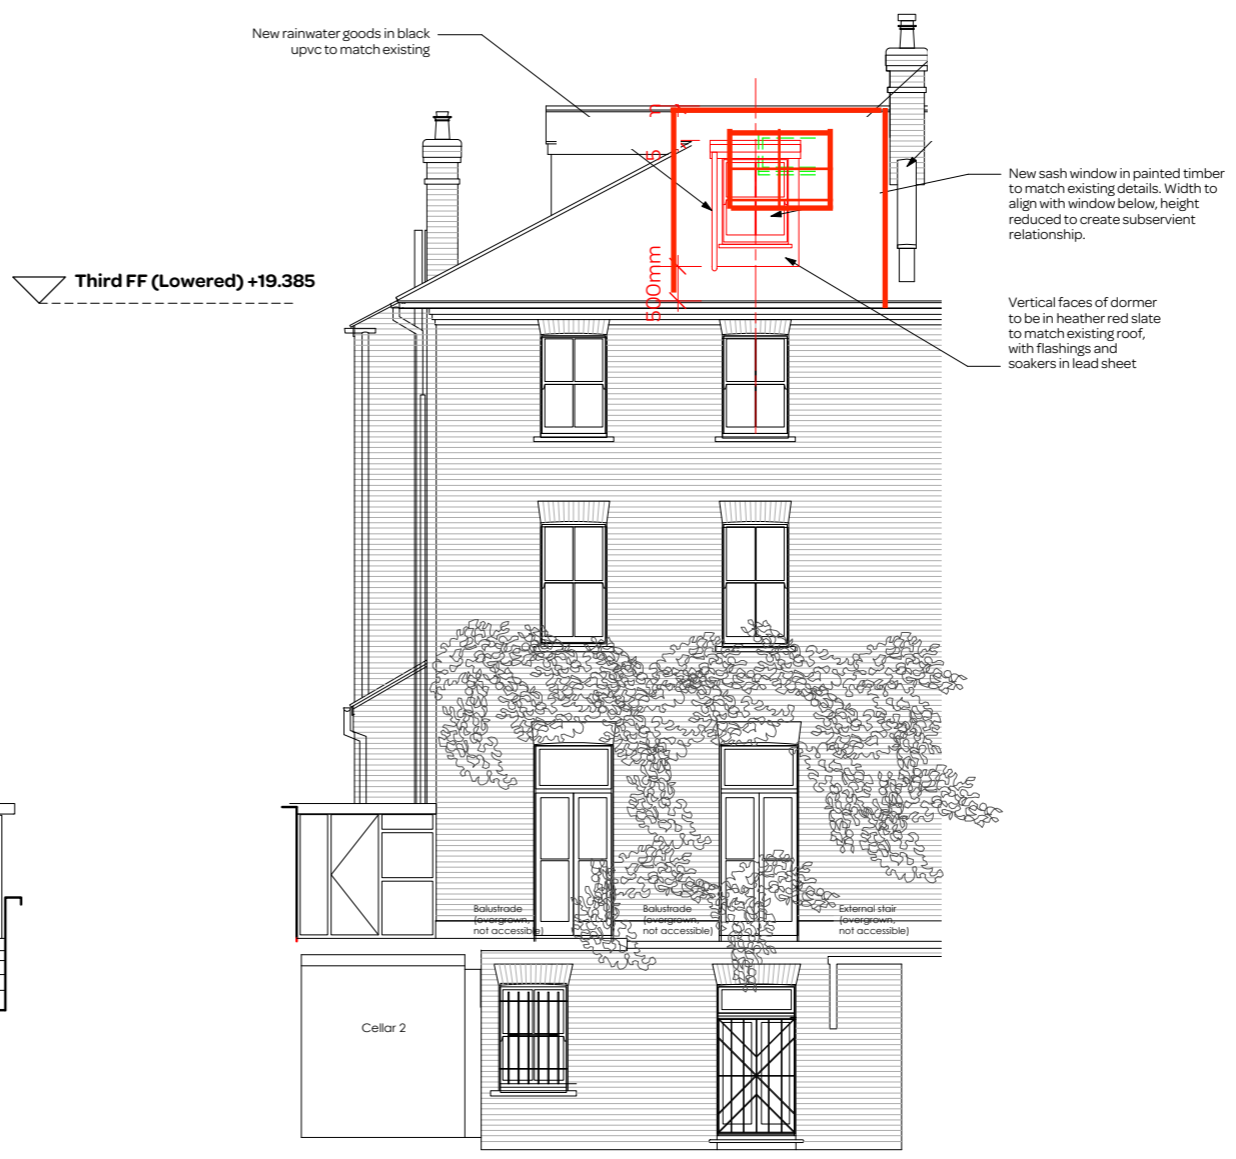 New rainwater goods in black
upvc to match existing
New sash window in painted timber
to match existing details. Width to
align with window below, height
reduced to create subservient
relationship.
Third FF (Lowered) +19.385
500mm
Vertical faces of dormer
to be in heather red slate
to match existing roof,
with flashings and
soakers in lead sheet
Balustrade
(overgrown,
not accessible)
Balustrade
(overgrown,
not accessible)
External stair
(overgrown,
not accessible)
Cellar 2